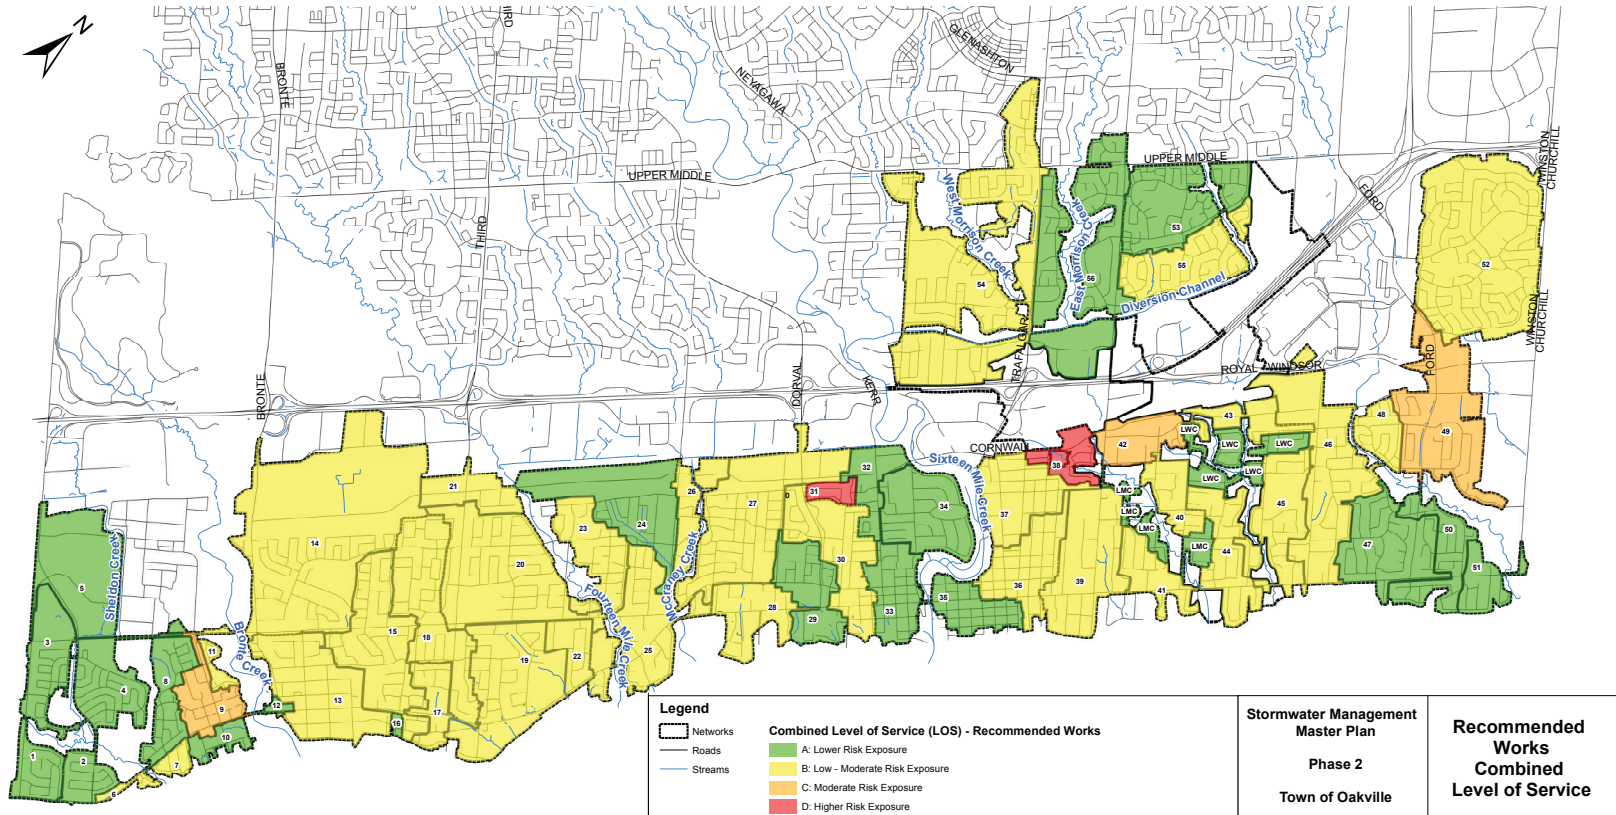 N
BRONTE
HIRD
NEYAGAWA
GLENASHTON
UPPER MIDDLE
UPPER MIDDLE
WINSTON
CHURCHILL
FORD
THIRD
West Morrison Creek
East Morrison Creek
53
55
56
54
52
Diversion Channel
WINSTON
CHURCHILL
TRAFALGAR
ROYAL WINDSOR
FORD
BRONTE
DORVAL
KERR
CORNWALL
Sixteen Mile Creek
38
42
43
48
49
46
LWC
LWC
LWC
LWC
LWC
LMC
LMC
LMC
LMC
21
26
27
0
31
32
34
37
40
44
45
47
50
51
14
20
23
24
30
5
Sheldon Creek
Fourteen Mile Creek
McCraney Creek
3
4
8
11
9
10
12
Bronte Creek
15
18
19
22
25
28
29
33
35
36
39
41
13
16
17
1
2
6
7
Legend
Networks
Roads
Streams
Combined Level of Service (LOS) - Recommended Works
A: Lower Risk Exposure
B: Low - Moderate Risk Exposure
C: Moderate Risk Exposure
D: Higher Risk Exposure
Stormwater Management
Master Plan
Phase 2
Town of Oakville
Recommended
Works
Combined
Level of Service